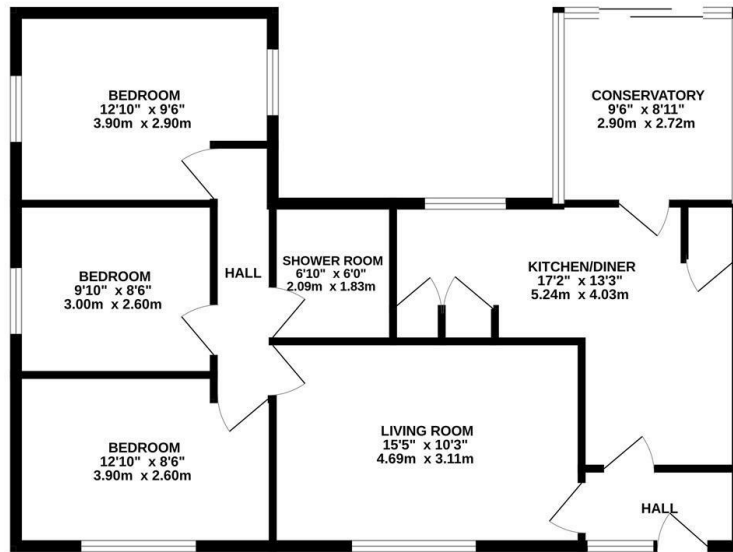 BEDROOM
12'10" x 9'6"
3.90m x 2.90m
CONSERVATORY
9'6" x 8'11"
2.90m x 2.72m
BEDROOM
9'10" x 8'6"
3.00m x 2.60m
HALL
SHOWER ROOM
6'10" x 6'0"
2.09m x 1.83m
KITCHEN/DINER
17'2" x 13'3"
5.24m x 4.03m
BEDROOM
12'10" x 8'6"
3.90m x 2.60m
LIVING ROOM
15'5" x 10'3"
4.69m x 3.11m
HALL